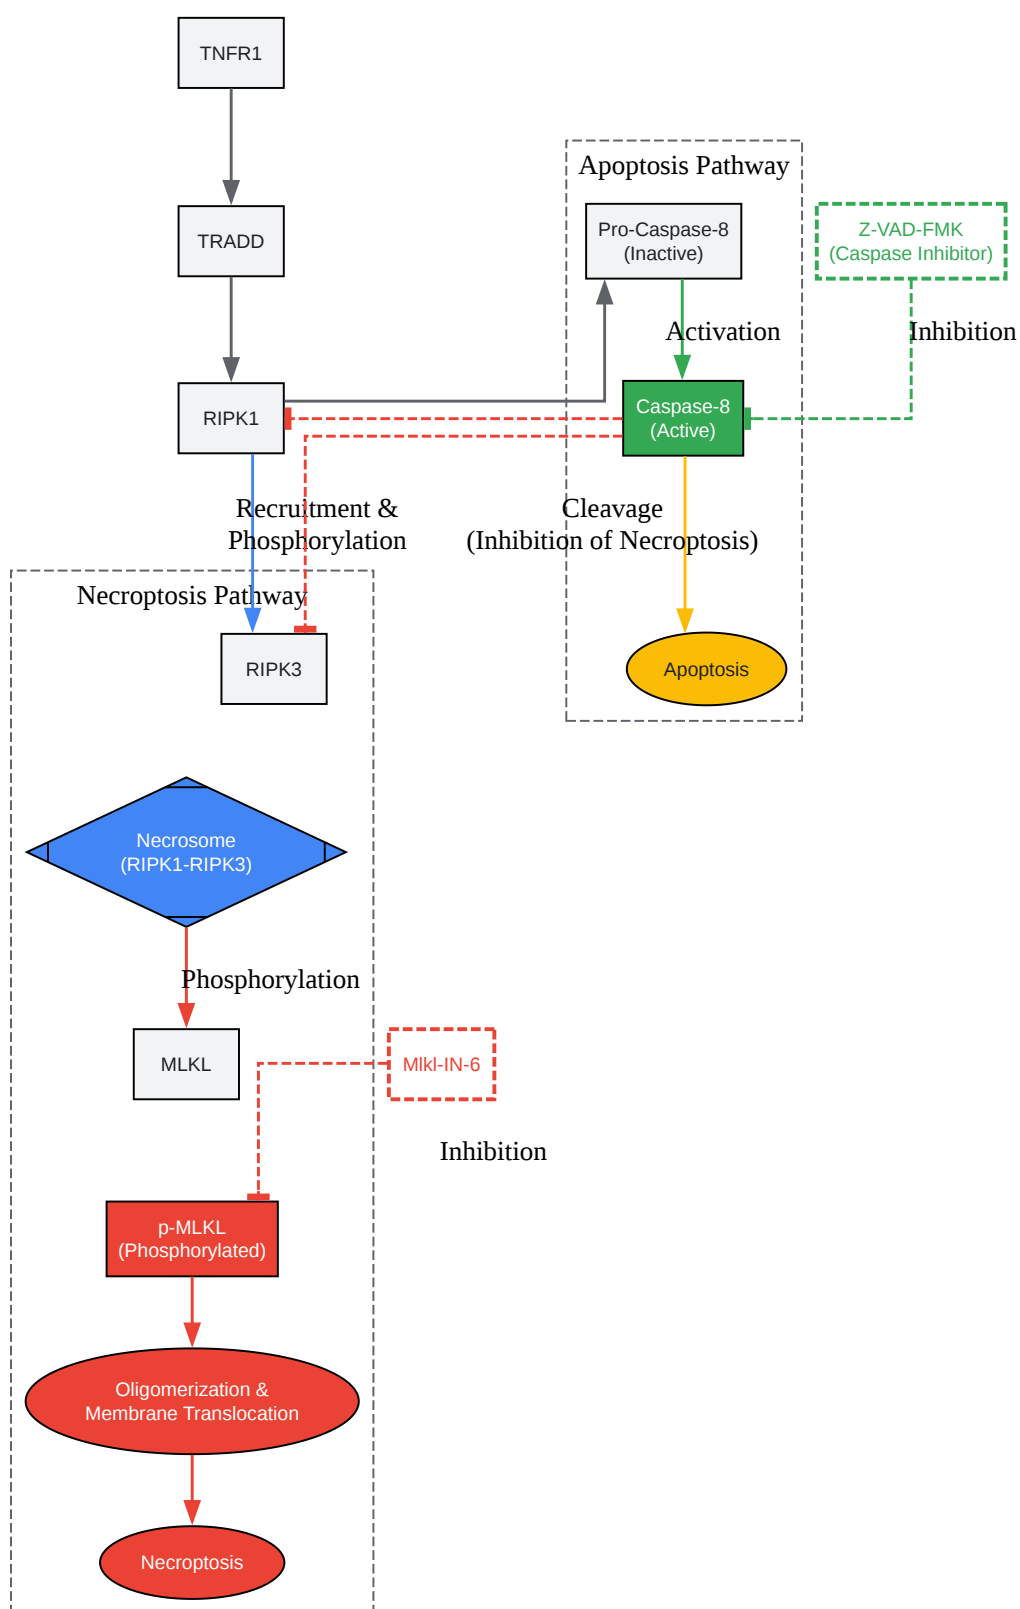 TNFR1
Apoptosis Pathway
TRADD
Pro-Caspase-8
(Inactive)
Z-VAD-FMK
(Caspase Inhibitor)
Activation
Inhibition
RIPK1
Caspase-8
(Active)
Recruitment &
Phosphorylation
Cleavage
(Inhibition of Necroptosis)
Necroptosis Pathway
RIPK3
Apoptosis
Necrosome
(RIPK1-RIPK3)
Phosphorylation
MLKL
Mlkl-IN-6
Inhibition
p-MLKL
(Phosphorylated)
Oligomerization &
Membrane Translocation
Necroptosis